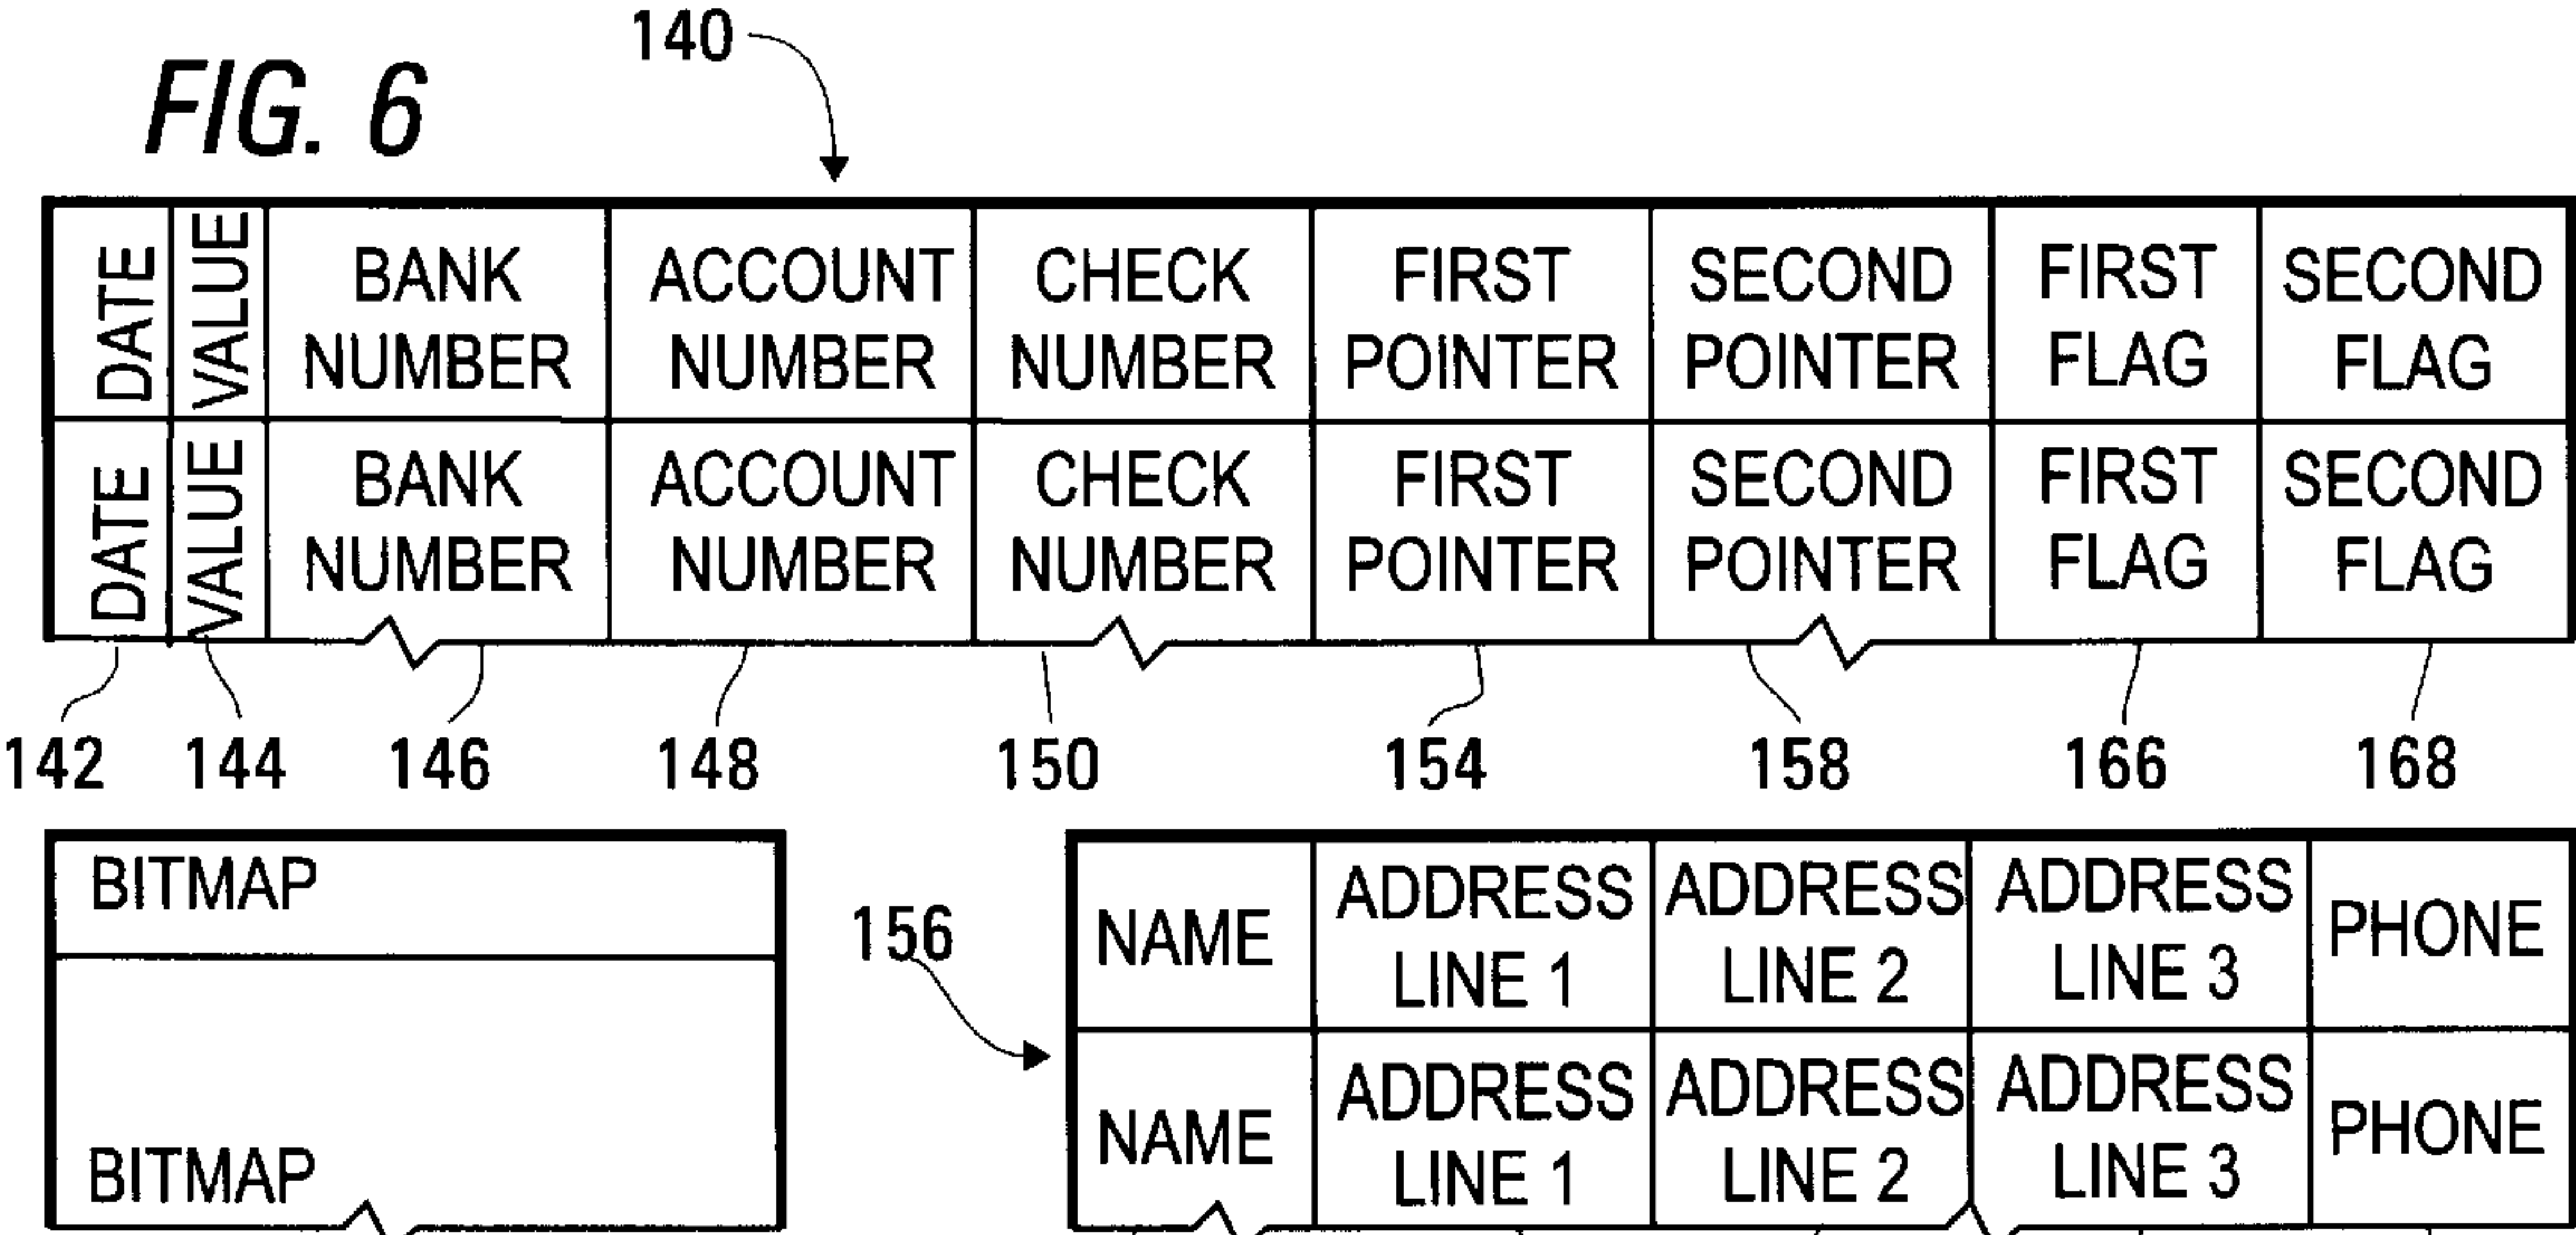 FIG. 6
140
DATE VALUE BANK NUMBER ACCOUNT NUMBER CHECK NUMBER FIRST POINTER SECOND POINTER FIRST FLAG SECOND FLAG
DATE VALUE BANK NUMBER ACCOUNT NUMBER CHECK NUMBER FIRST POINTER SECOND POINTER FIRST FLAG SECOND FLAG
142 144 146 148 150 154 158 166 168
BITMAP
BITMAP
156
NAME ADDRESS LINE 1 ADDRESS LINE 2 ADDRESS LINE 3 PHONE
NAME ADDRESS LINE 1 ADDRESS LINE 2 ADDRESS LINE 3 PHONE